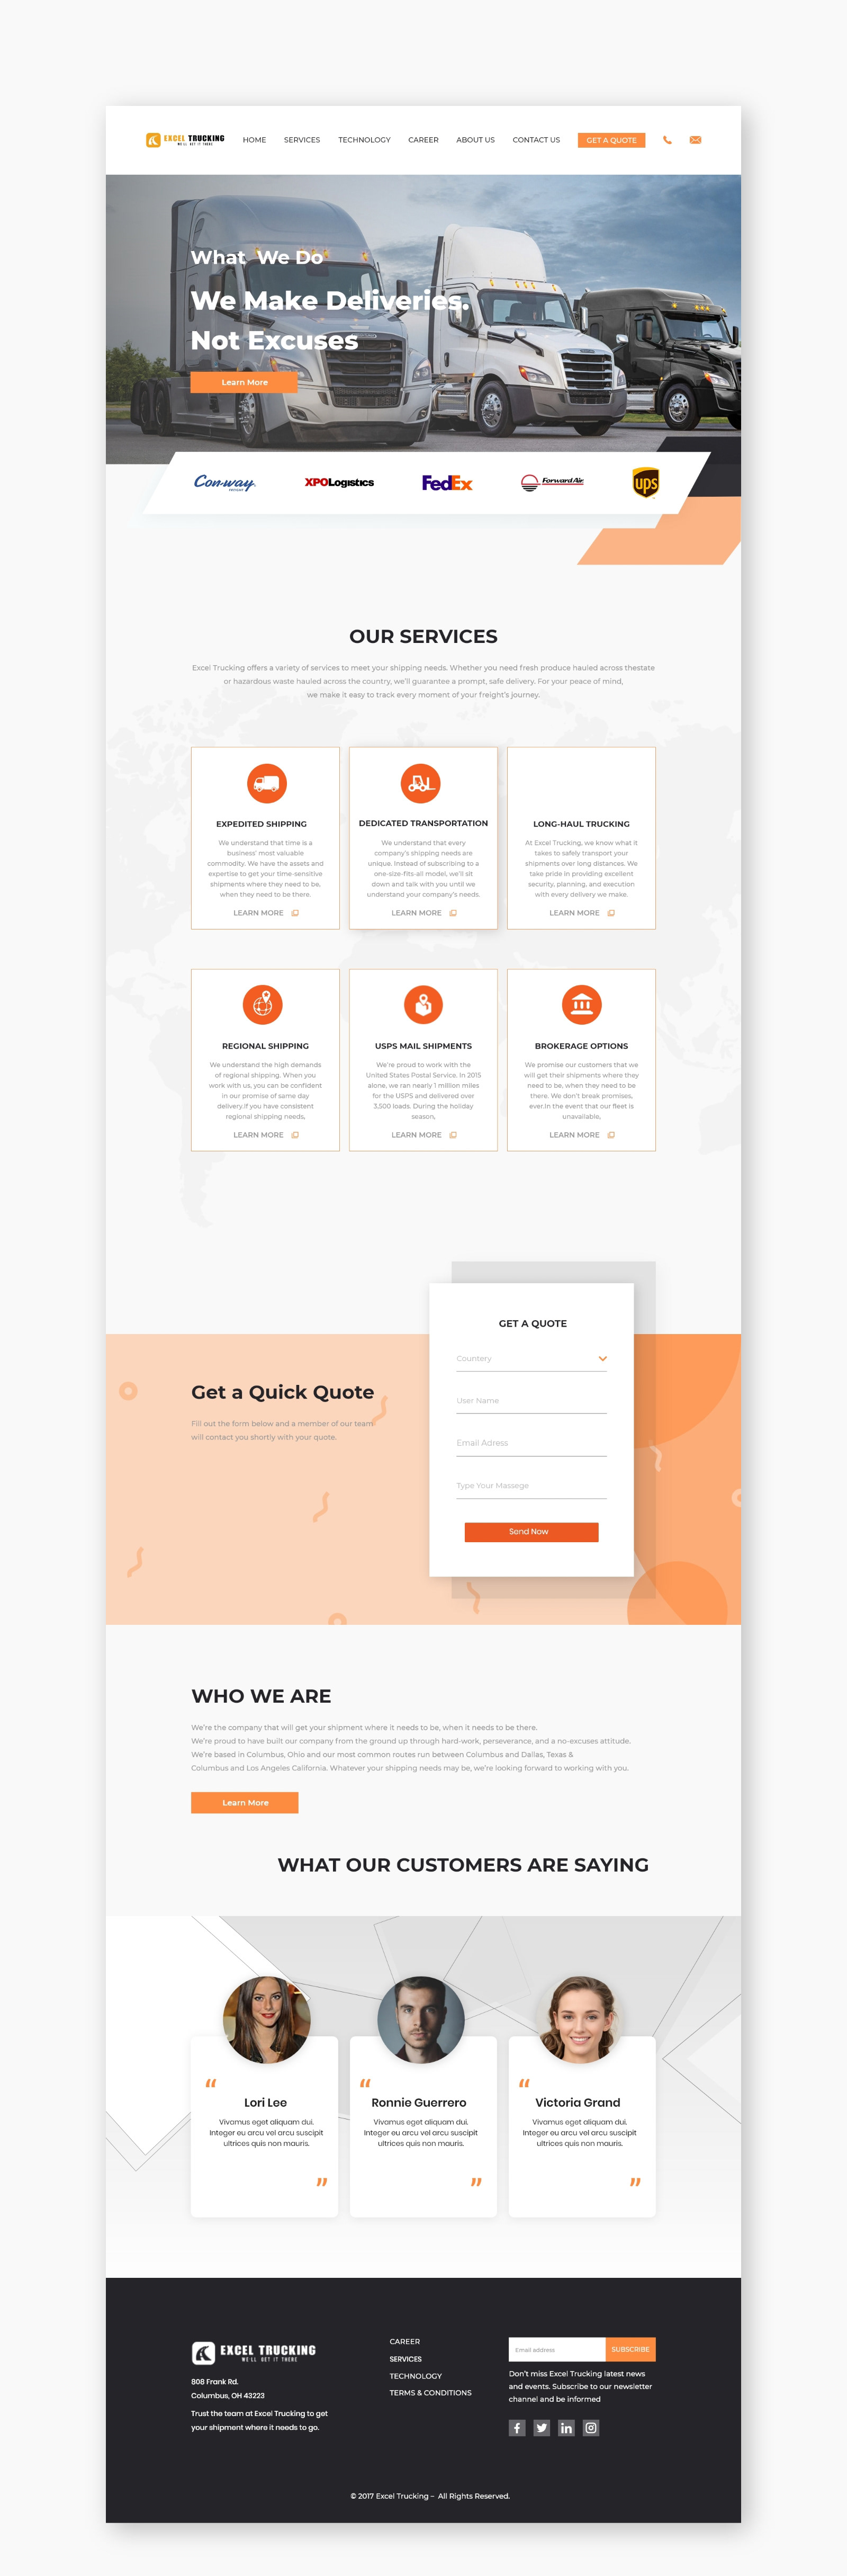 EXCEL TRUCKING
WE'LL GET IT THERE
HOME SERVICES TECHNOLOGY CAREER ABOUT US CONTACT US GET A QUOTE
What We Do
We Make Deliveries.
Not Excuses
Learn More
Con-way
FREIGHT
XPOLogistics
FedEx
Forward Air
ups
OUR SERVICES
Excel Trucking offers a variety of services to meet your shipping needs. Whether you need fresh produce hauled across thestate
or hazardous waste hauled across the country, we'll guarantee a prompt, safe delivery. For your peace of mind,
we make it easy to track every moment of your freight's journey.
EXPEDITED SHIPPING
We understand that time is a
business' most valuable
commodity. We have the assets and
expertise to get your time-sensitive
shipments where they need to be,
when they need to be there.
LEARN MORE
DEDICATED TRANSPORTATION
We understand that every
company's shipping needs are
unique. Instead of subscribing to a
one-size-fits-all model, we'll sit
down and talk with you until we
understand your company's needs.
LEARN MORE
LONG-HAUL TRUCKING
At Excel Trucking, we know what it
takes to safely transport your
shipments over long distances. We
take pride in providing excellent
security, planning, and execution
with every delivery we make.
LEARN MORE
REGIONAL SHIPPING
We understand the high demands
of regional shipping. When you
work with us, you can be confident
in our promise of same day
delivery.If you have consistent
regional shipping needs,
LEARN MORE
USPS MAIL SHIPMENTS
We're proud to work with the
United States Postal Service. In 2015
alone, we ran nearly 1 million miles
for the USPS and delivered over
3,500 loads. During the holiday
season,
LEARN MORE
BROKERAGE OPTIONS
We promise our customers that we
will get their shipments where they
need to be, when they need to be
there. We don't break promises,
ever.In the event that our fleet is
unavailable,
LEARN MORE
Get a Quick Quote
Fill out the form below and a member of our team
will contact you shortly with your quote.
GET A QUOTE
Countery
User Name
Email Adress
Type Your Massege
Send Now
WHO WE ARE
We're the company that will get your shipment where it needs to be, when it needs to be there.
We're proud to have built our company from the ground up through hard-work, perseverance, and a no-excuses attitude.
We're based in Columbus, Ohio and our most common routes run between Columbus and Dallas, Texas &
Columbus and Los Angeles California. Whatever your shipping needs may be, we're looking forward to working with you.
Learn More
WHAT OUR CUSTOMERS ARE SAYING
“
Lori Lee
Vivamus eget aliquam dui.
Integer eu arcu vel arcu suscipit
ultrices quis non mauris.
”
“
Ronnie Guerrero
Vivamus eget aliquam dui.
Integer eu arcu vel arcu suscipit
ultrices quis non mauris.
”
“
Victoria Grand
Vivamus eget aliquam dui.
Integer eu arcu vel arcu suscipit
ultrices quis non mauris.
”
EXCEL TRUCKING
WE'LL GET IT THERE
808 Frank Rd.
Columbus, OH 43223
Trust the team at Excel Trucking to get
your shipment where it needs to go.
CAREER
SERVICES
TECHNOLOGY
TERMS & CONDITIONS
Email address SUBSCRIBE
Don't miss Excel Trucking latest news
and events. Subscribe to our newsletter
channel and be informed
© 2017 Excel Trucking – All Rights Reserved.